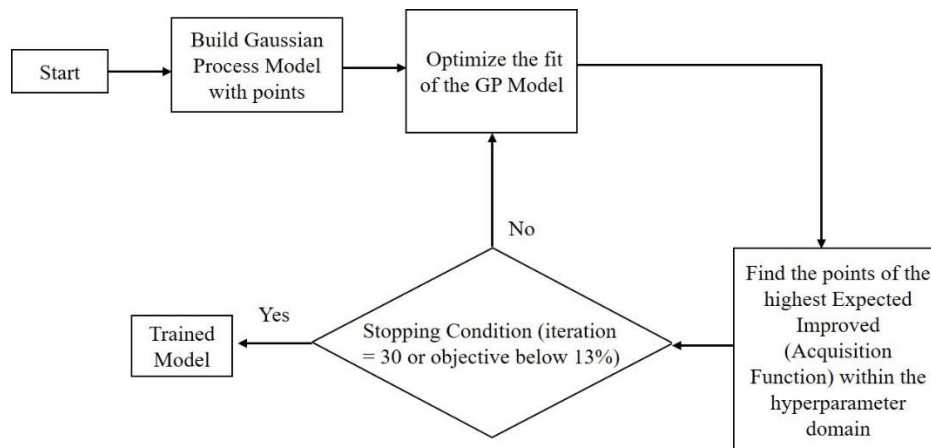 Start
Build Gaussian
Process Model
with points
Optimize the fit
of the GP Model
No
Find the points of the
highest Expected
Improved
(Acquisition
Function) within the
hyperparameter
domain
Stopping Condition (iteration
= 30 or objective below 13%)
Yes
Trained
Model